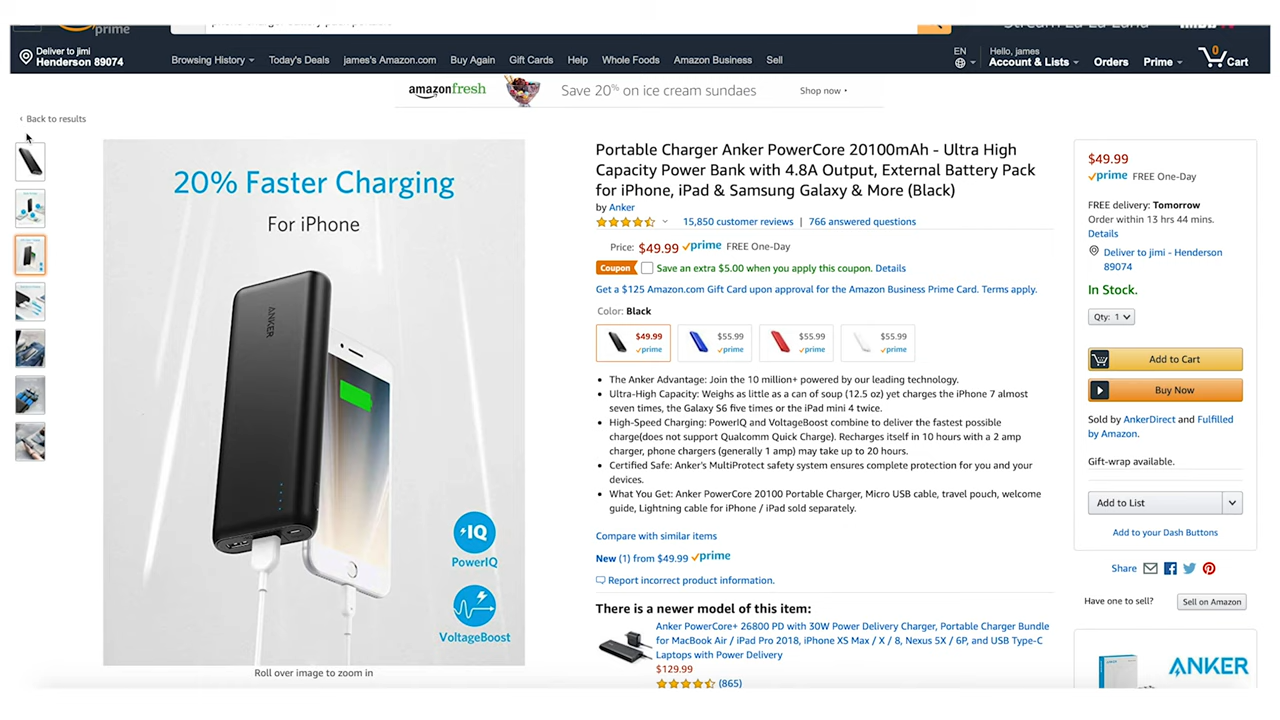 prime
Deliver to jimi
Henderson 89074
Browsing History
Today's Deals
james's Amazon.com
Buy Again
Gift Cards
Help
Whole Foods
Amazon Business
Sell
EN
Hello, james
Account & Lists
Orders
Prime
0
Cart
amazonfresh
Save 20% on ice cream sundaes
Shop now
‹ Back to results
20% Faster Charging
For iPhone
ANKER
IQ
PowerIQ
VoltageBoost
Roll over image to zoom in
Portable Charger Anker PowerCore 20100mAh - Ultra High
Capacity Power Bank with 4.8A Output, External Battery Pack
for iPhone, iPad & Samsung Galaxy & More (Black)
by Anker
15,850 customer reviews | 766 answered questions
Price: $49.99 prime FREE One-Day
Coupon Save an extra $5.00 when you apply this coupon. Details
Get a $125 Amazon.com Gift Card upon approval for the Amazon Business Prime Card. Terms apply.
Color: Black
$49.99
prime
$55.99
prime
$55.99
prime
$55.99
prime
• The Anker Advantage: Join the 10 million+ powered by our leading technology.
• Ultra-High Capacity: Weighs as little as a can of soup (12.5 oz) yet charges the iPhone 7 almost
seven times, the Galaxy S6 five times or the iPad mini 4 twice.
• High-Speed Charging: PowerIQ and VoltageBoost combine to deliver the fastest possible
charge(does not support Qualcomm Quick Charge). Recharges itself in 10 hours with a 2 amp
charger, phone chargers (generally 1 amp) may take up to 20 hours.
• Certified Safe: Anker's MultiProtect safety system ensures complete protection for you and your
devices.
• What You Get: Anker PowerCore 20100 Portable Charger, Micro USB cable, travel pouch, welcome
guide, Lightning cable for iPhone / iPad sold separately.
Compare with similar items
New (1) from $49.99 prime
Report incorrect product information.
There is a newer model of this item:
Anker PowerCore+ 26800 PD with 30W Power Delivery Charger, Portable Charger Bundle
for MacBook Air / iPad Pro 2018, iPhone XS Max / X / 8, Nexus 5X / 6P, and USB Type-C
Laptops with Power Delivery
$129.99
(865)
$49.99
prime FREE One-Day
FREE delivery: Tomorrow
Order within 13 hrs 44 mins.
Details
Deliver to jimi - Henderson
89074
In Stock.
Qty: 1
Add to Cart
Buy Now
Sold by AnkerDirect and Fulfilled
by Amazon.
Gift-wrap available.
Add to List
Add to your Dash Buttons
Share
Have one to sell?
Sell on Amazon
ANKER